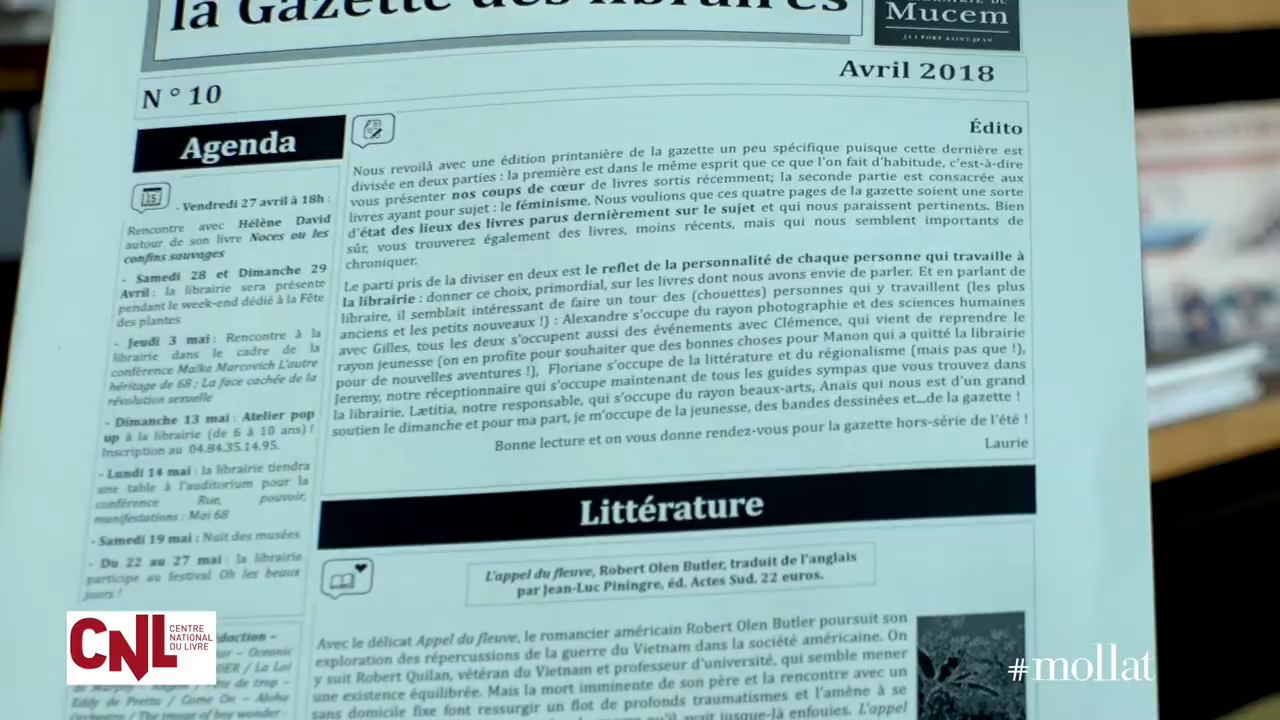 la Gazette des libraires
Mucem
J4 | FORT SAINT-JEAN
N ° 10
Avril 2018
Agenda
15
- Vendredi 27 avril à 18h :
Rencontre avec Hélène David
autour de son livre Noces ou les
confins sauvages
- Samedi 28 et Dimanche 29
Avril : la librairie sera présente
pendant le week-end dédié à la Fête
des plantes
- Jeudi 3 mai : Rencontre à la
librairie dans le cadre de la
conférence Malka Marcovich L'autre
héritage de 68 : La face cachée de la
révolution sexuelle
- Dimanche 13 mai : Atelier pop
up à la librairie (de 6 à 10 ans) !
Inscription au 04.84.35.14.95.
- Lundi 14 mai : la librairie tiendra
une table à l'auditorium pour la
conférence Rue, pouvoir,
manifestations : Mai 68
- Samedi 19 mai : Nuit des musées
- Du 22 au 27 mai : la librairie
participe au festival Oh les beaux
jours !
Édito
Nous revoilà avec une édition printanière de la gazette un peu spécifique puisque cette dernière est
divisée en deux parties : la première est dans le même esprit que ce que l'on fait d'habitude, c'est-à-dire
vous présenter nos coups de cœur de livres sortis récemment; la seconde partie est consacrée aux
livres ayant pour sujet : le féminisme. Nous voulions que ces quatre pages de la gazette soient une sorte
d'état des lieux des livres parus dernièrement sur le sujet et qui nous paraissent pertinents. Bien
sûr, vous trouverez également des livres, moins récents, mais qui nous semblent importants de
chroniquer.
Le parti pris de la diviser en deux est le reflet de la personnalité de chaque personne qui travaille à
la librairie : donner ce choix, primordial, sur les livres dont nous avons envie de parler. Et en parlant de
libraire, il semblait intéressant de faire un tour des (chouettes) personnes qui y travaillent (les plus
anciens et les petits nouveaux !) : Alexandre s'occupe du rayon photographie et des sciences humaines
avec Gilles, tous les deux s'occupent aussi des événements avec Clémence, qui vient de reprendre le
rayon jeunesse (on en profite pour souhaiter que des bonnes choses pour Manon qui a quitté la librairie
pour de nouvelles aventures !), Floriane s'occupe de la littérature et du régionalisme (mais pas que !),
Jeremy, notre réceptionnaire qui s'occupe maintenant de tous les guides sympas que vous trouvez dans
la librairie, Lætitia, notre responsable, qui s'occupe du rayon beaux-arts, Anaïs qui nous est d'un grand
soutien le dimanche et pour ma part, je m'occupe de la jeunesse, des bandes dessinées et...de la gazette !
Bonne lecture et on vous donne rendez-vous pour la gazette hors-série de l'été !
Laurie
Littérature
L'appel du fleuve, Robert Olen Butler, traduit de l'anglais
par Jean-Luc Piningre, éd. Actes Sud. 22 euros.
Avec le délicat Appel du fleuve, le romancier américain Robert Olen Butler poursuit son
exploration des répercussions de la guerre du Vietnam dans la société américaine. On
y suit Robert Quilan, vétéran du Vietnam et professeur d'université, qui semble mener
une existence équilibrée. Mais la mort imminente de son père et la rencontre avec un
sans domicile fixe font ressurgir un flot de profonds traumatismes et l'amène à se
qu'il avait jusque-là enfouies. L'appel
CNL
CENTRE
NATIONAL
DU LIVRE
#mollat